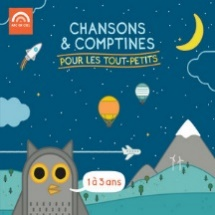 CHANSONS
& COMPTINES
POUR LES TOUT-PETITS
1 à 3 ans